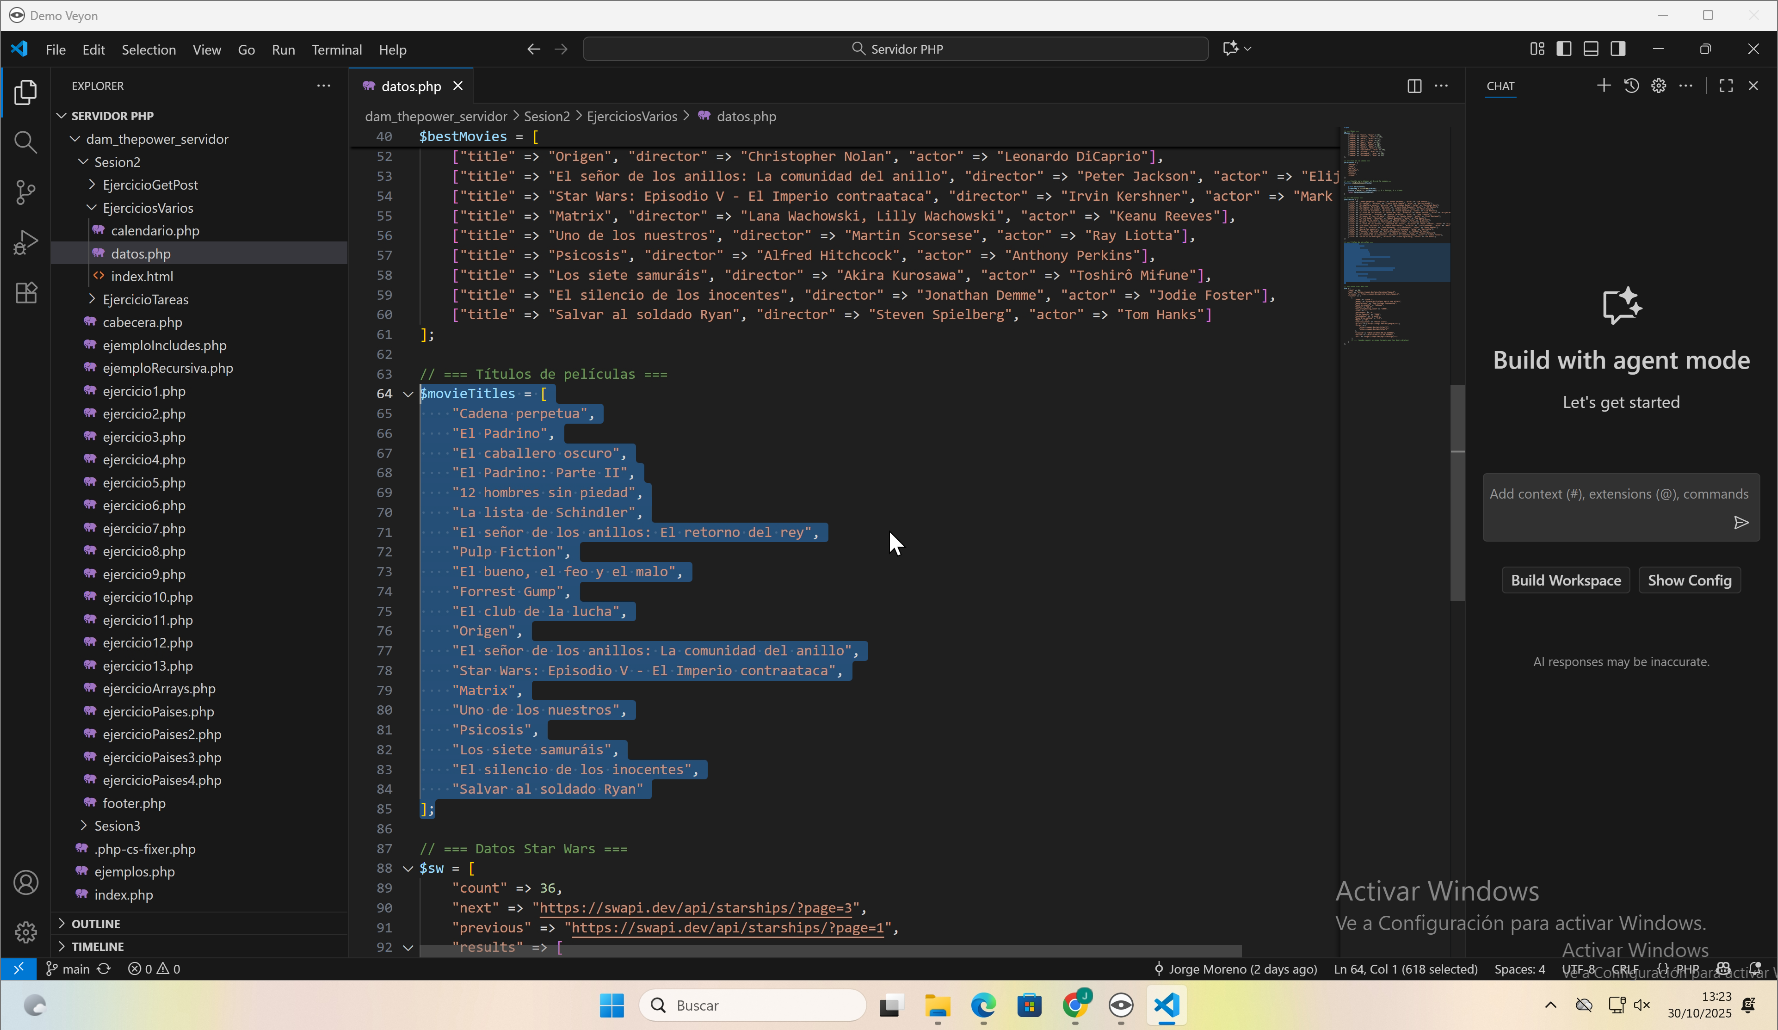 Demo Veyon
File Edit Selection View Go Run Terminal Help
Servidor PHP
EXPLORER
SERVIDOR PHP
dam_thepower_servidor
Sesion2
EjercicioGetPost
EjerciciosVarios
calendario.php
datos.php
index.html
EjercicioTareas
cabecera.php
ejemploIncludes.php
ejemploRecursiva.php
ejercicio1.php
ejercicio2.php
ejercicio3.php
ejercicio4.php
ejercicio5.php
ejercicio6.php
ejercicio7.php
ejercicio8.php
ejercicio9.php
ejercicio10.php
ejercicio11.php
ejercicio12.php
ejercicio13.php
ejercicioArrays.php
ejercicioPaises.php
ejercicioPaises2.php
ejercicioPaises3.php
ejercicioPaises4.php
footer.php
Sesion3
.php-cs-fixer.php
ejemplos.php
index.php
OUTLINE
TIMELINE
datos.php
dam_thepower_servidor > Sesion2 > EjerciciosVarios > datos.php
40 $bestMovies = [
52 ["title" => "Origen", "director" => "Christopher Nolan", "actor" => "Leonardo DiCaprio"],
53 ["title" => "El señor de los anillos: La comunidad del anillo", "director" => "Peter Jackson", "actor" => "Elij
54 ["title" => "Star Wars: Episodio V - El Imperio contraataca", "director" => "Irvin Kershner", "actor" => "Mark
55 ["title" => "Matrix", "director" => "Lana Wachowski, Lilly Wachowski", "actor" => "Keanu Reeves"],
56 ["title" => "Uno de los nuestros", "director" => "Martin Scorsese", "actor" => "Ray Liotta"],
57 ["title" => "Psicosis", "director" => "Alfred Hitchcock", "actor" => "Anthony Perkins"],
58 ["title" => "Los siete samuráis", "director" => "Akira Kurosawa", "actor" => "Toshirô Mifune"],
59 ["title" => "El silencio de los inocentes", "director" => "Jonathan Demme", "actor" => "Jodie Foster"],
60 ["title" => "Salvar al soldado Ryan", "director" => "Steven Spielberg", "actor" => "Tom Hanks"]
61 ];
62
63 // === Títulos de películas ===
64 $movieTitles = [
65 "Cadena perpetua",
66 "El Padrino",
67 "El caballero oscuro",
68 "El Padrino: Parte II",
69 "12 hombres sin piedad",
70 "La lista de Schindler",
71 "El señor de los anillos: El retorno del rey",
72 "Pulp Fiction",
73 "El bueno, el feo y el malo",
74 "Forrest Gump",
75 "El club de la lucha",
76 "Origen",
77 "El señor de los anillos: La comunidad del anillo",
78 "Star Wars: Episodio V - El Imperio contraataca",
79 "Matrix",
80 "Uno de los nuestros",
81 "Psicosis",
82 "Los siete samuráis",
83 "El silencio de los inocentes",
84 "Salvar al soldado Ryan"
85 ];
86
87 // === Datos Star Wars ===
88 $sw = [
89 "count" => 36,
90 "next" => "https://swapi.dev/api/starships/?page=3",
91 "previous" => "https://swapi.dev/api/starships/?page=1",
92 "results" => [
CHAT
Build with agent mode
Let's get started
Add context (#), extensions (@), commands
Build Workspace Show Config
AI responses may be inaccurate.
Activar Windows
Ve a Configuración para activar Windows.
Activar Windows
Ve a Configuración para activar
main 0 0
Jorge Moreno (2 days ago) Ln 64, Col 1 (618 selected) Spaces: 4 UTF-8 CRLF {} PHP
Buscar
13:23
30/10/2025